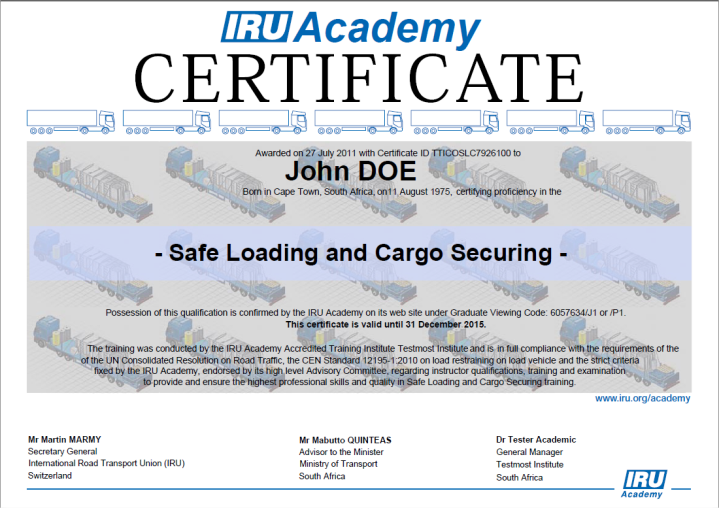 IRU Academy
CERTIFICATE
Awarded on 27 July 2011 with Certificate ID TTICOSLC7926100 to
John DOE
Born in Cape Town, South Africa, on11 August 1975, certifying proficiency in the
- Safe Loading and Cargo Securing -
Possession of this qualification is confirmed by the IRU Academy on its web site under Graduate Viewing Code: 6057634/J1 or /P1.
This certificate is valid until 31 December 2015.
The training was conducted by the IRU Academy Accredited Training Institute Testmost Institute and is in full compliance with the requirements of the
of the UN Consolidated Resolution on Road Traffic, the CEN Standard 12195-1:2010 on load restraining on load vehicle and the strict criteria
fixed by the IRU Academy, endorsed by its high level Advisory Committee, regarding instructor qualifications, training and examination
to provide and ensure the highest professional skills and quality in Safe Loading and Cargo Securing training.
www.iru.org/academy
Mr Martin MARMY
Secretary General
International Road Transport Union (IRU)
Switzerland
Mr Mabutto QUINTEAS
Advisor to the Minister
Ministry of Transport
South Africa
Dr Tester Academic
General Manager
Testmost Institute
South Africa
IRU
Academy